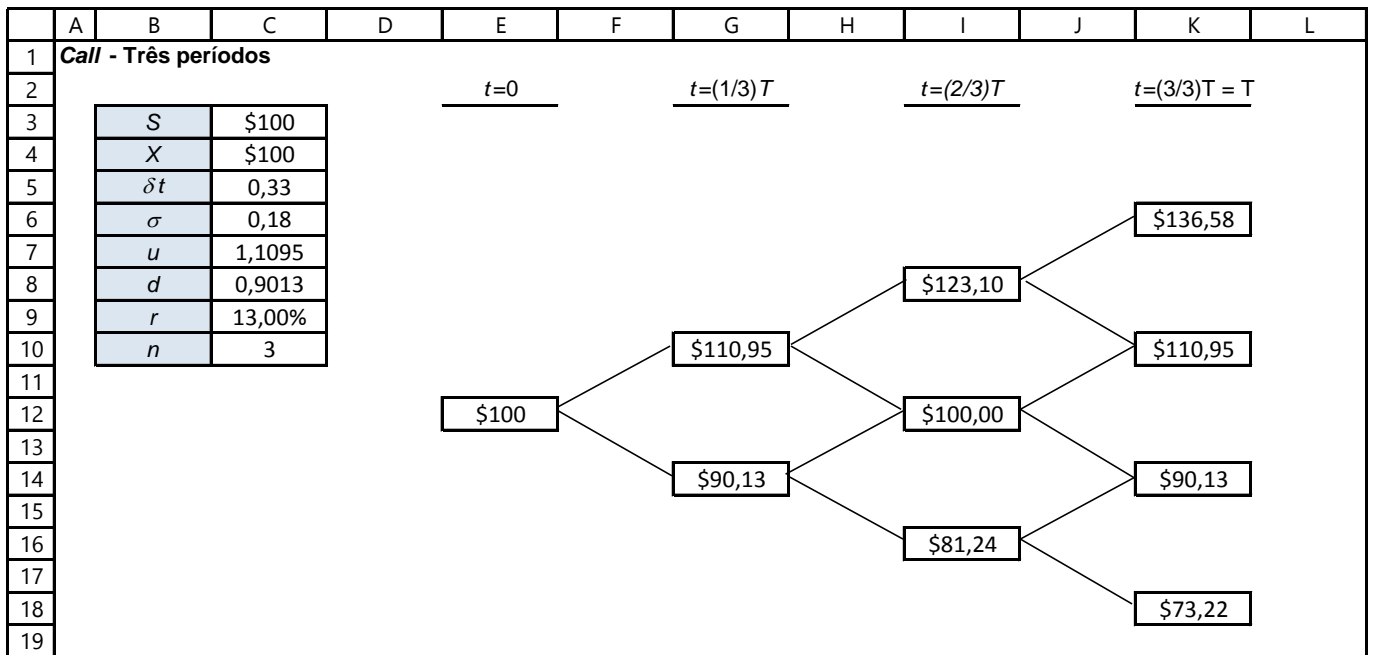 A B C D E F G H I J K L
1 Call - Três períodos
2 t=0 t=(1/3)T t=(2/3)T t=(3/3)T = T
3 S $100
4 X $100
5 δt 0,33
6 σ 0,18 $136,58
7 u 1,1095
8 d 0,9013 $123,10
9 r 13,00%
10 n 3 $110,95 $110,95
11
12 $100 $100,00
13
14 $90,13 $90,13
15
16 $81,24
17
18 $73,22
19